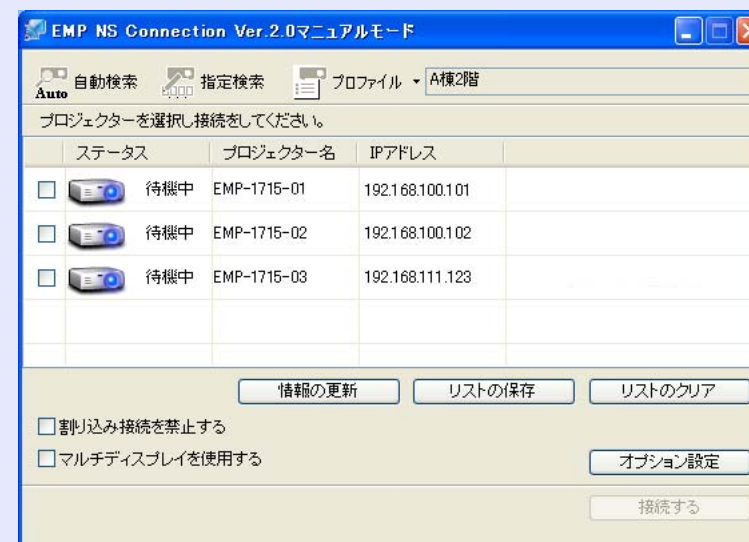 EMP NS Connection Ver.2.0マニュアルモード
Auto 自動検索 指定検索 プロファイル A棟2階
プロジェクターを選択し接続をしてください。
ステータス プロジェクター名 IPアドレス
待機中 EMP-1715-01 192.168.100.101
待機中 EMP-1715-02 192.168.100.102
待機中 EMP-1715-03 192.168.111.123
情報の更新 リストの保存 リストのクリア
割り込み接続を禁止する
マルチディスプレイを使用する
オプション設定
接続する